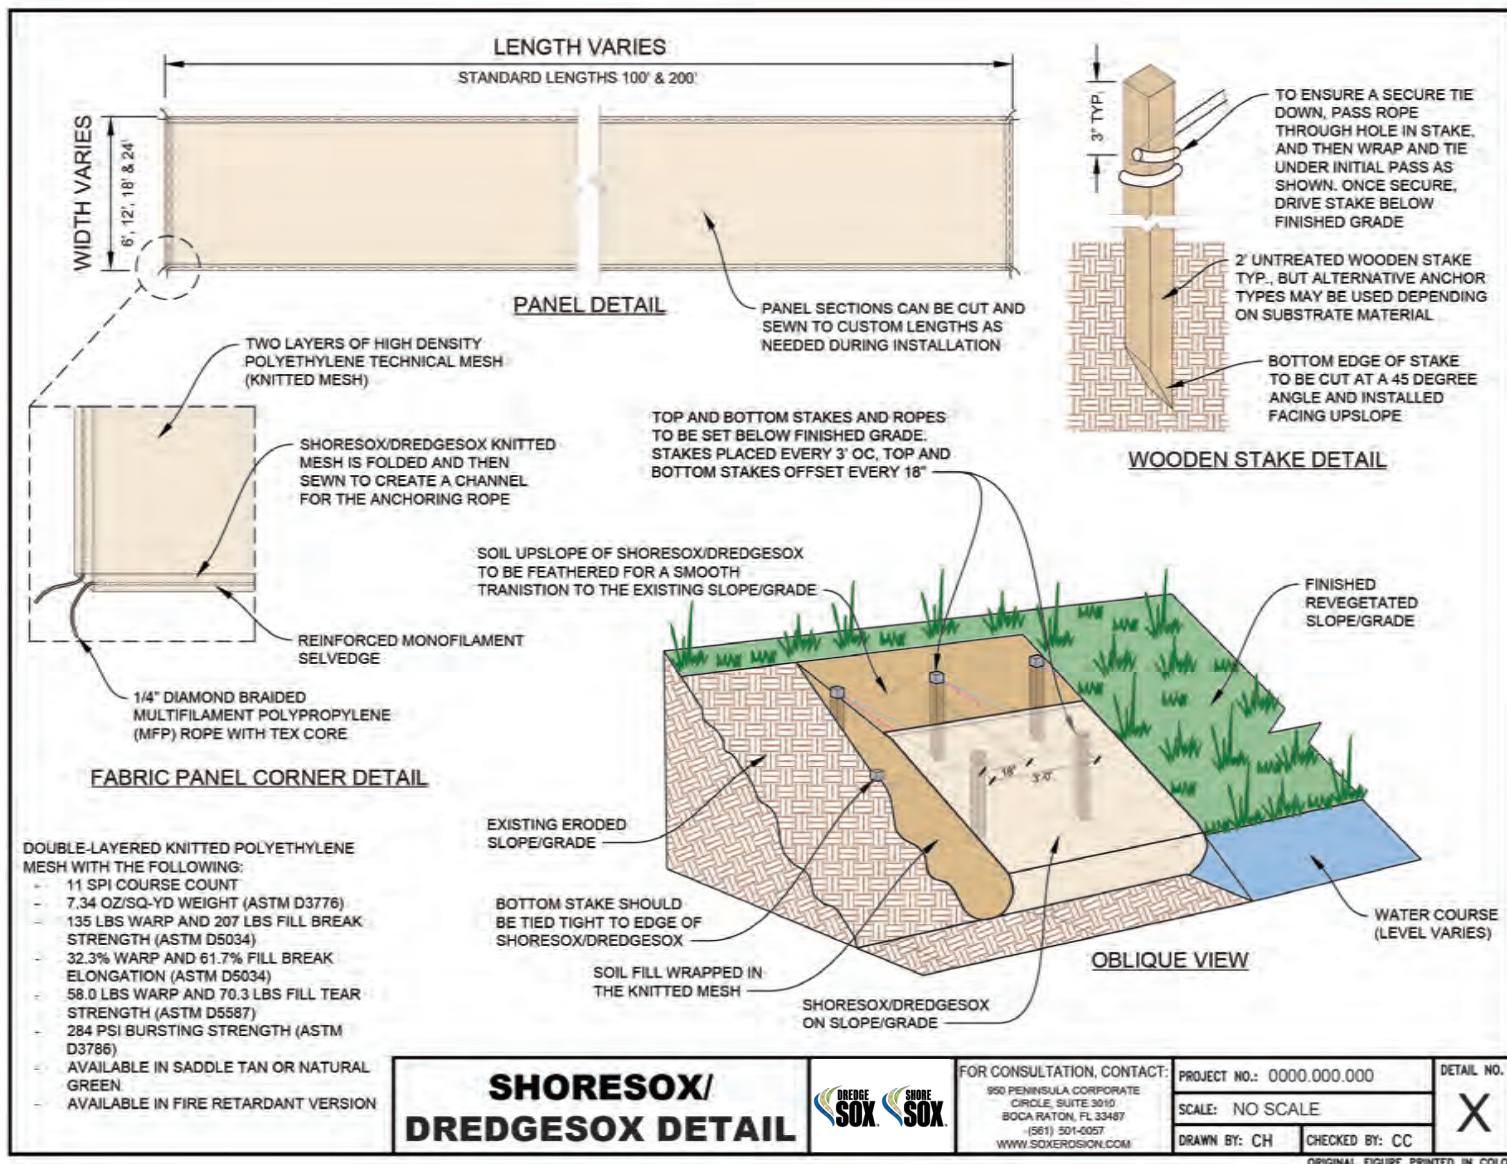 LENGTH VARIES
STANDARD LENGTHS 100' & 200'
WIDTH VARIES
6', 12', 18' & 24'
PANEL DETAIL
PANEL SECTIONS CAN BE CUT AND
SEWN TO CUSTOM LENGTHS AS
NEEDED DURING INSTALLATION
3" TYP.
TO ENSURE A SECURE TIE
DOWN, PASS ROPE
THROUGH HOLE IN STAKE,
AND THEN WRAP AND TIE
UNDER INITIAL PASS AS
SHOWN. ONCE SECURE,
DRIVE STAKE BELOW
FINISHED GRADE
2' UNTREATED WOODEN STAKE
TYP., BUT ALTERNATIVE ANCHOR
TYPES MAY BE USED DEPENDING
ON SUBSTRATE MATERIAL
BOTTOM EDGE OF STAKE
TO BE CUT AT A 45 DEGREE
ANGLE AND INSTALLED
FACING UPSLOPE
WOODEN STAKE DETAIL
TWO LAYERS OF HIGH DENSITY
POLYETHYLENE TECHNICAL MESH
(KNITTED MESH)
SHORESOX/DREDGESOX KNITTED
MESH IS FOLDED AND THEN
SEWN TO CREATE A CHANNEL
FOR THE ANCHORING ROPE
REINFORCED MONOFILAMENT
SELVEDGE
1/4" DIAMOND BRAIDED
MULTIFILAMENT POLYPROPYLENE
(MFP) ROPE WITH TEX CORE
FABRIC PANEL CORNER DETAIL
TOP AND BOTTOM STAKES AND ROPES
TO BE SET BELOW FINISHED GRADE.
STAKES PLACED EVERY 3' OC, TOP AND
BOTTOM STAKES OFFSET EVERY 18"
SOIL UPSLOPE OF SHORESOX/DREDGESOX
TO BE FEATHERED FOR A SMOOTH
TRANISTION TO THE EXISTING SLOPE/GRADE
FINISHED
REVEGETATED
SLOPE/GRADE
18"
3'-0"
EXISTING ERODED
SLOPE/GRADE
BOTTOM STAKE SHOULD
BE TIED TIGHT TO EDGE OF
SHORESOX/DREDGESOX
SOIL FILL WRAPPED IN
THE KNITTED MESH
SHORESOX/DREDGESOX
ON SLOPE/GRADE
WATER COURSE
(LEVEL VARIES)
OBLIQUE VIEW
DOUBLE-LAYERED KNITTED POLYETHYLENE
MESH WITH THE FOLLOWING:
- 11 SPI COURSE COUNT
- 7.34 OZ/SQ-YD WEIGHT (ASTM D3776)
- 135 LBS WARP AND 207 LBS FILL BREAK
STRENGTH (ASTM D5034)
- 32.3% WARP AND 61.7% FILL BREAK
ELONGATION (ASTM D5034)
- 58.0 LBS WARP AND 70.3 LBS FILL TEAR
STRENGTH (ASTM D5587)
- 284 PSI BURSTING STRENGTH (ASTM
D3786)
- AVAILABLE IN SADDLE TAN OR NATURAL
GREEN
- AVAILABLE IN FIRE RETARDANT VERSION
SHORESOX/
DREDGESOX DETAIL
DREDGE
SOX
SHORE
SOX
FOR CONSULTATION, CONTACT:
950 PENINSULA CORPORATE
CIRCLE, SUITE 3010
BOCA RATON, FL 33487
(561) 501-0057
WWW.SOXEROSION.COM
PROJECT NO.: 0000.000.000
SCALE: NO SCALE
DRAWN BY: CH
CHECKED BY: CC
DETAIL NO.
X
ORIGINAL FIGURE PRINTED IN COLO